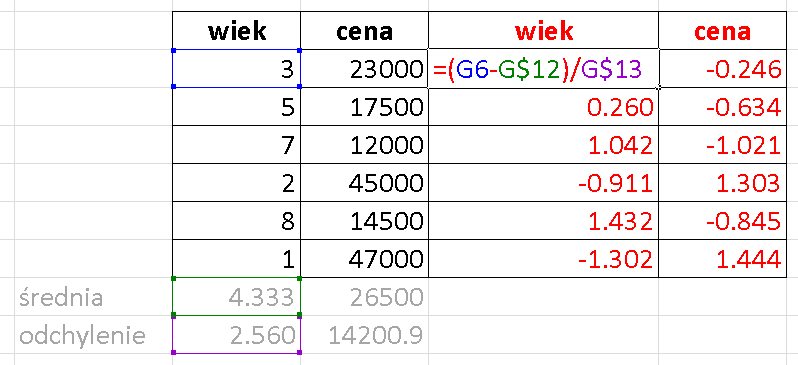 wiek cena wiek cena
3 23000 =(G6-G$12)/G$13 -0.246
5 17500 0.260 -0.634
7 12000 1.042 -1.021
2 45000 -0.911 1.303
8 14500 1.432 -0.845
1 47000 -1.302 1.444
średnia 4.333 26500
odchylenie 2.560 14200.9